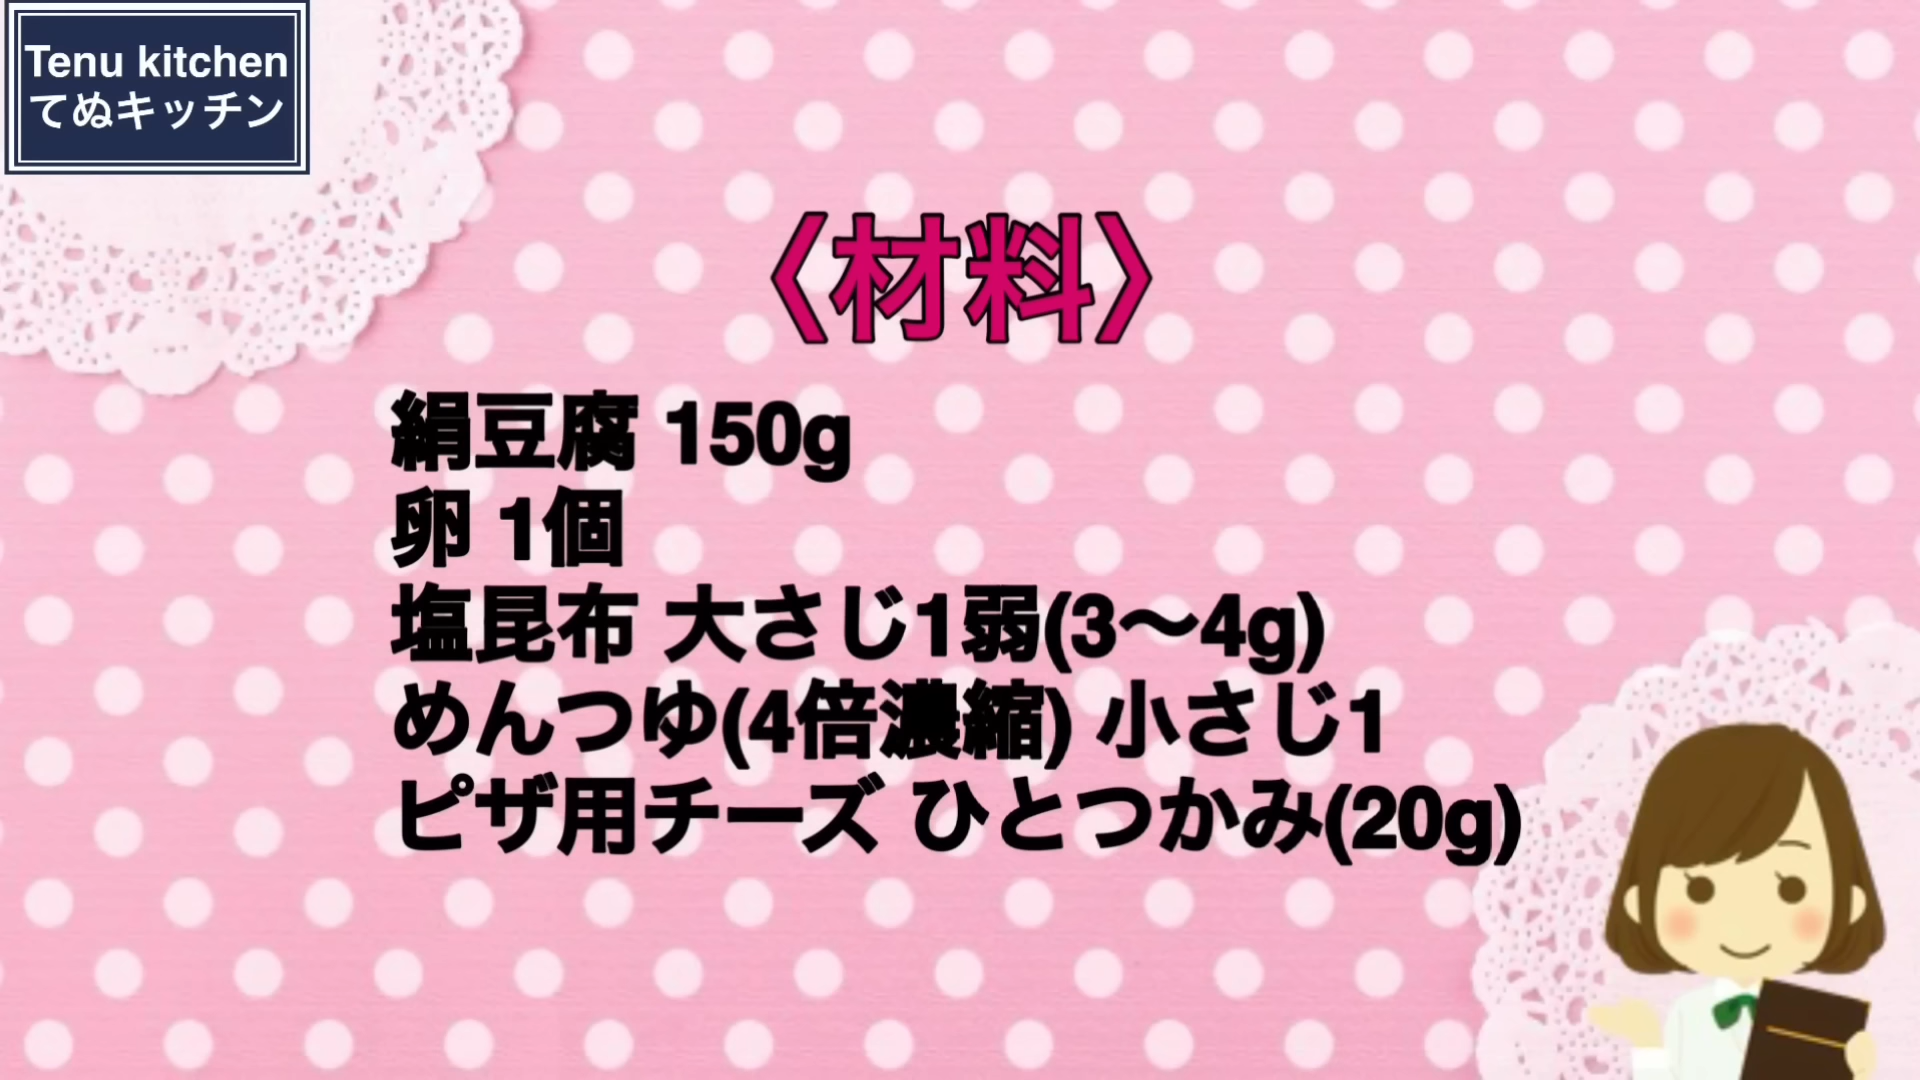 Tenu kitchen
てぬキッチン
〈材料〉
絹豆腐 150g
卵 1個
塩昆布 大さじ1弱(3〜4g)
めんつゆ(4倍濃縮) 小さじ1
ピザ用チーズ ひとつかみ(20g)